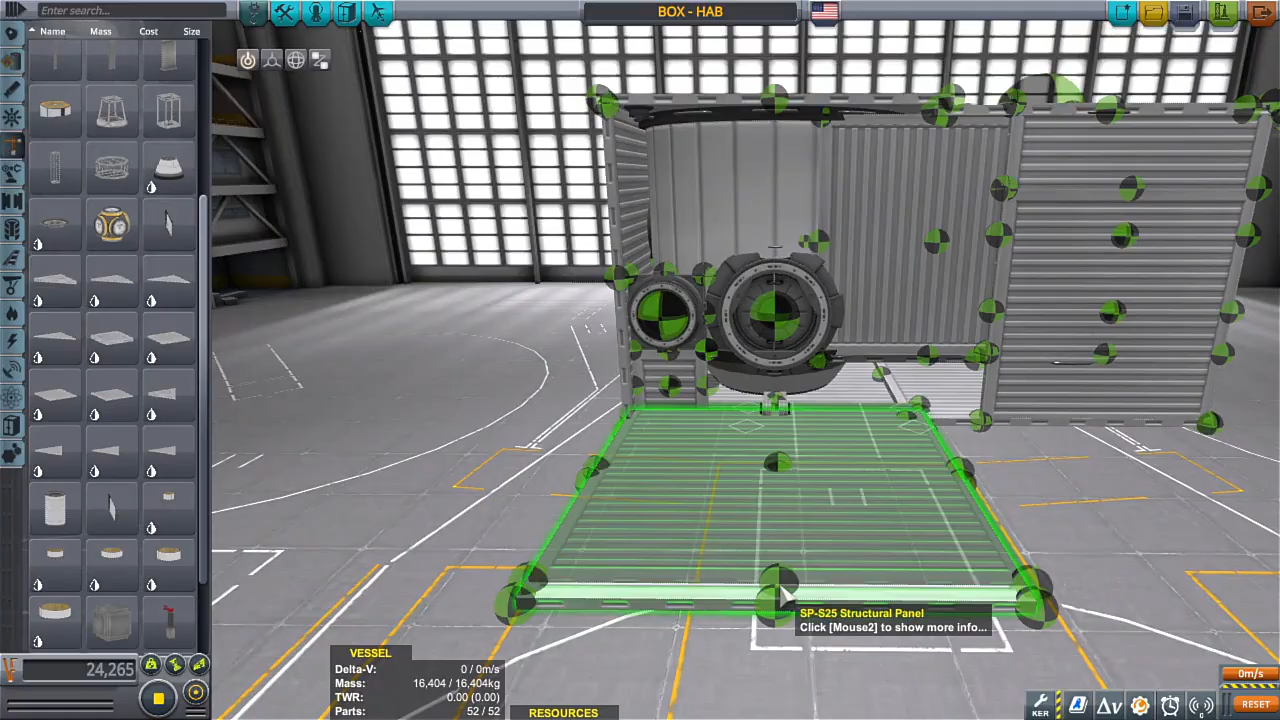 Enter search...
BOX - HAB
Name Mass Cost Size
SP-S25 Structural Panel
Click [Mouse2] to show more info...
24,265
VESSEL
Delta-V: 0 / 0m/s
Mass: 16,404 / 16,404kg
TWR: 0.00 (0.00)
Parts: 52 / 52
RESOURCES
KER
Δv
0m/s
RESET